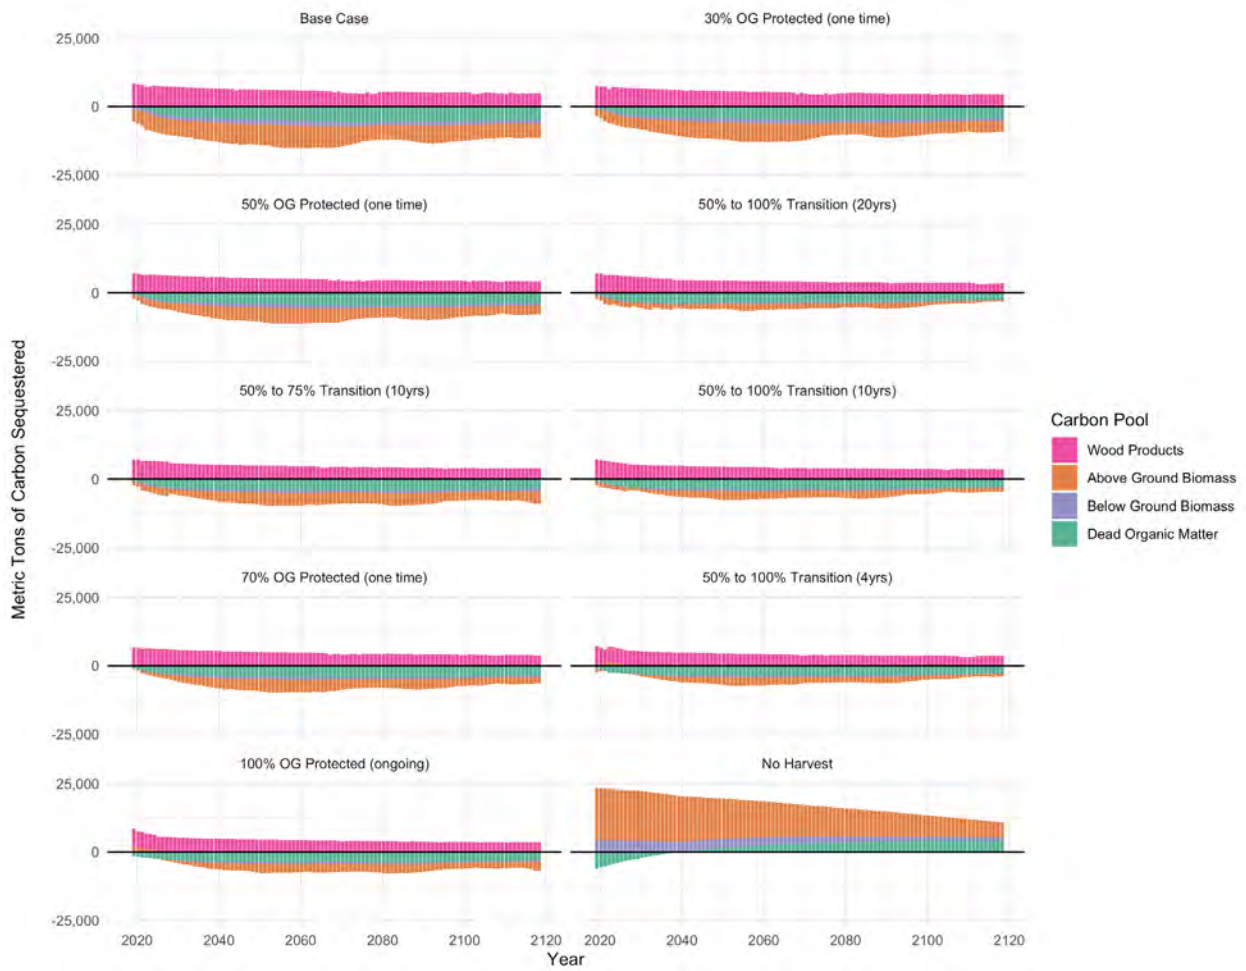 Base Case
30% OG Protected (one time)
25,000
0
-25,000
50% OG Protected (one time)
50% to 100% Transition (20yrs)
25,000
0
-25,000
50% to 75% Transition (10yrs)
50% to 100% Transition (10yrs)
25,000
0
-25,000
70% OG Protected (one time)
50% to 100% Transition (4yrs)
25,000
0
-25,000
100% OG Protected (ongoing)
No Harvest
25,000
0
-25,000
2020 2040 2060 2080 2100 2120
2020 2040 2060 2080 2100 2120
Year
Metric Tons of Carbon Sequestered
Carbon Pool
Wood Products
Above Ground Biomass
Below Ground Biomass
Dead Organic Matter